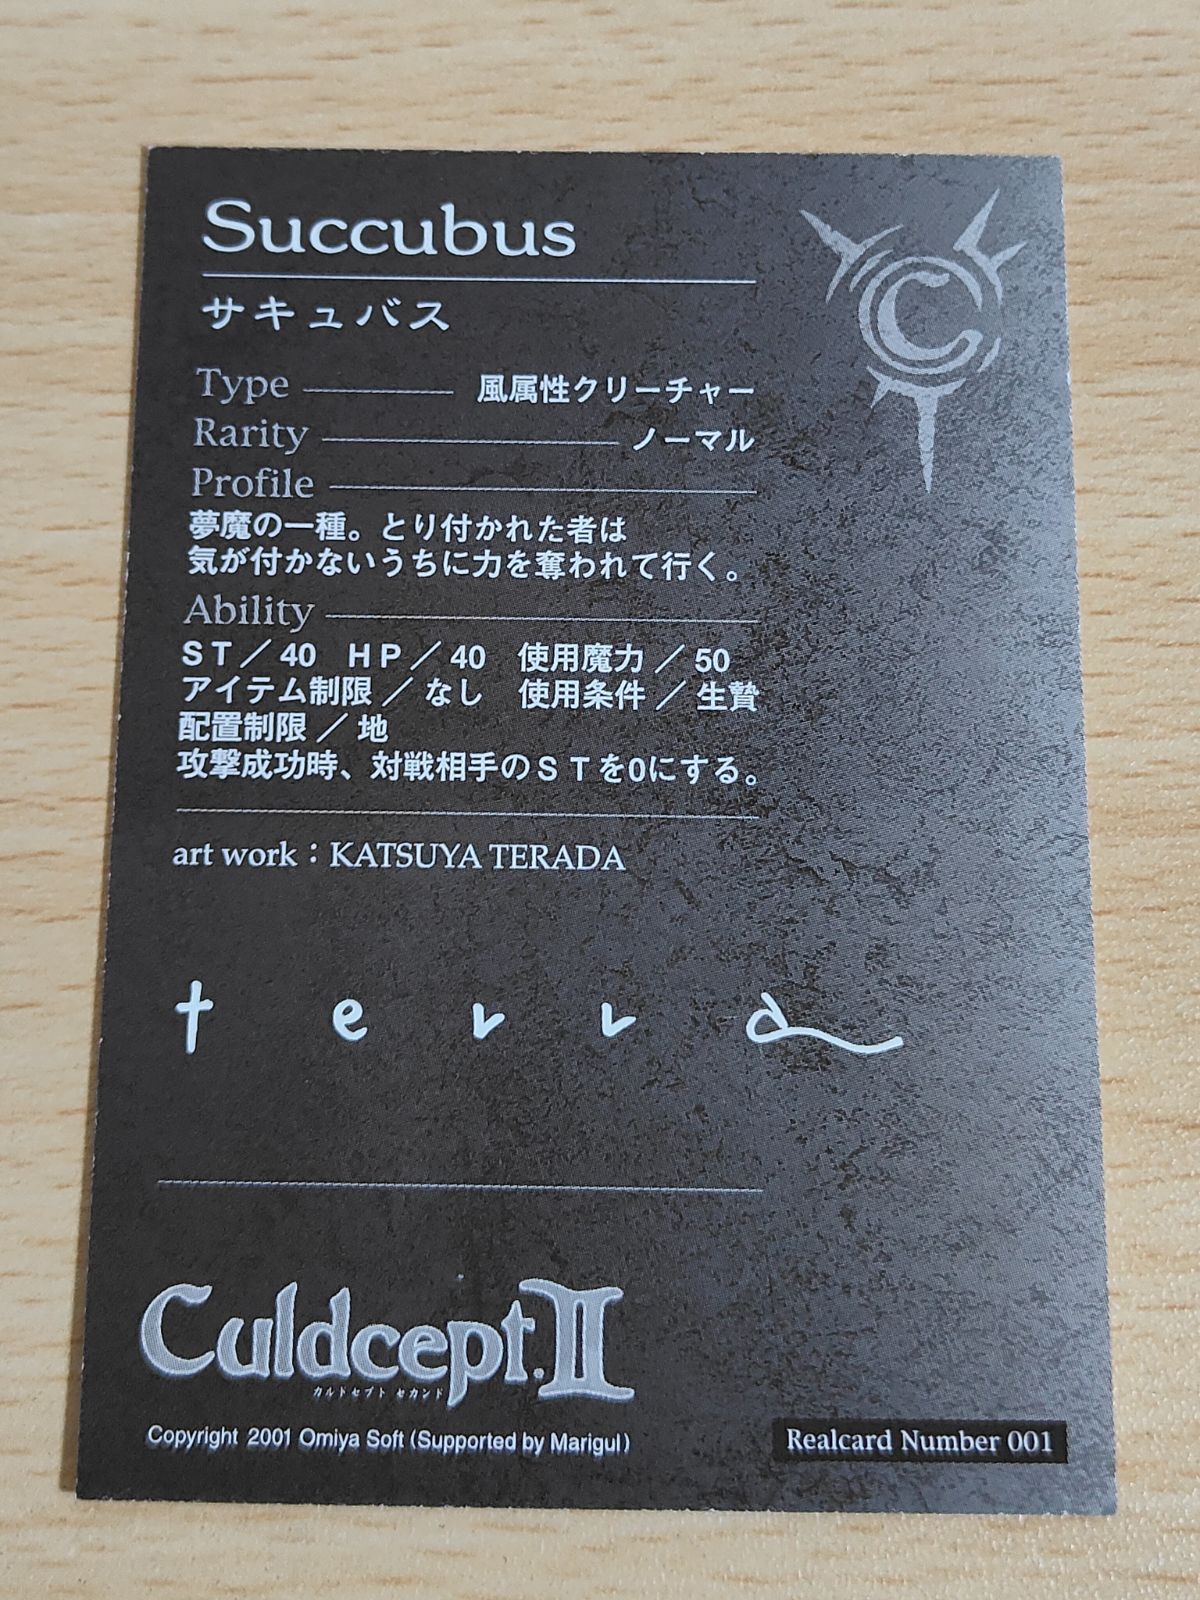 Succubus
サキュバス
Type 風属性クリーチャー
Rarity ノーマル
Profile
夢魔の一種。とり付かれた者は
気が付かないうちに力を奪われて行く。
Ability
ＳＴ／40　ＨＰ／40　使用魔力／50
アイテム制限／なし　使用条件／生贄
配置制限／地
攻撃成功時、対戦相手のＳＴを0にする。
art work：KATSUYA TERADA
terra
C
Culdcept.II
カルドセプト セカンド
Copyright 2001 Omiya Soft (Supported by Marigul)
Realcard Number 001